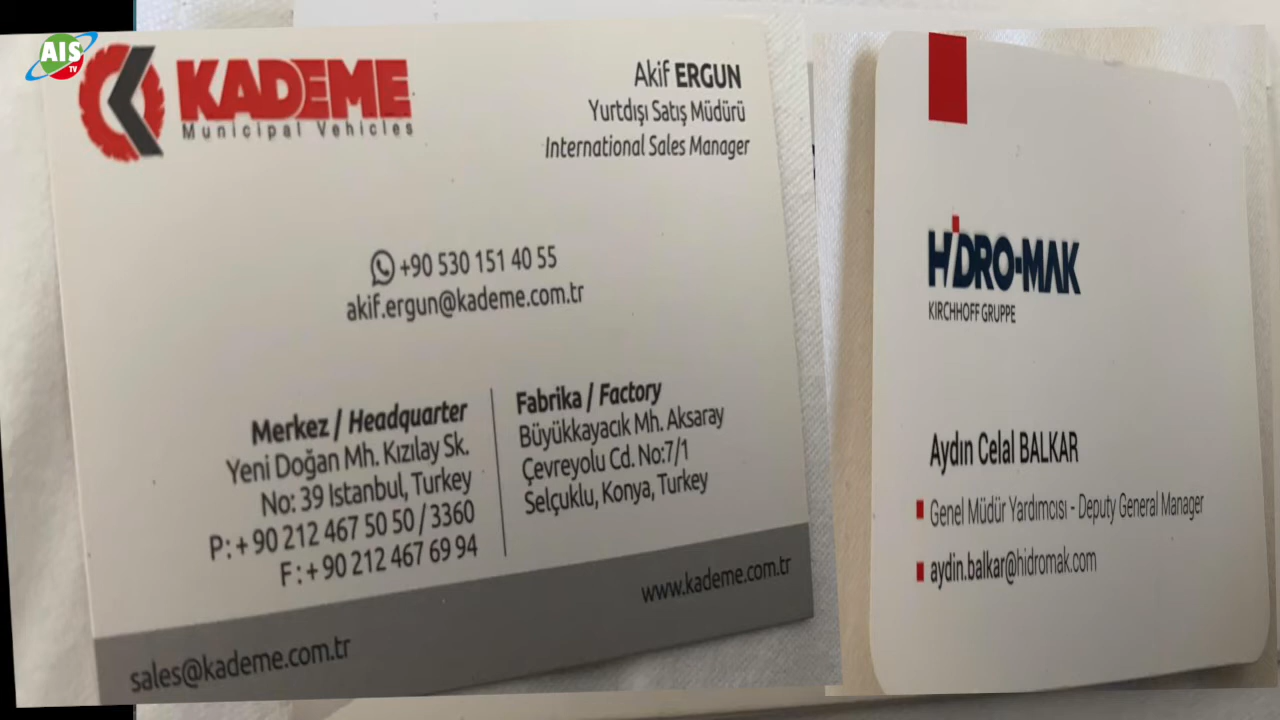 AIS
TV
KADEME
Municipal Vehicles
Akif ERGUN
Yurtdışı Satış Müdürü
International Sales Manager
+90 530 151 40 55
akif.ergun@kademe.com.tr
Merkez / Headquarter
Yeni Doğan Mh. Kızılay Sk.
No: 39 Istanbul, Turkey
P: + 90 212 467 50 50 / 3360
F : + 90 212 467 69 94
Fabrika / Factory
Büyükkayacık Mh. Aksaray
Çevreyolu Cd. No:7/1
Selçuklu, Konya, Turkey
sales@kademe.com.tr
www.kademe.com.tr
HİDRO-MAK
KIRCHHOFF GRUPPE
Aydın Celal BALKAR
Genel Müdür Yardımcısı - Deputy General Manager
aydin.balkar@hidromak.com